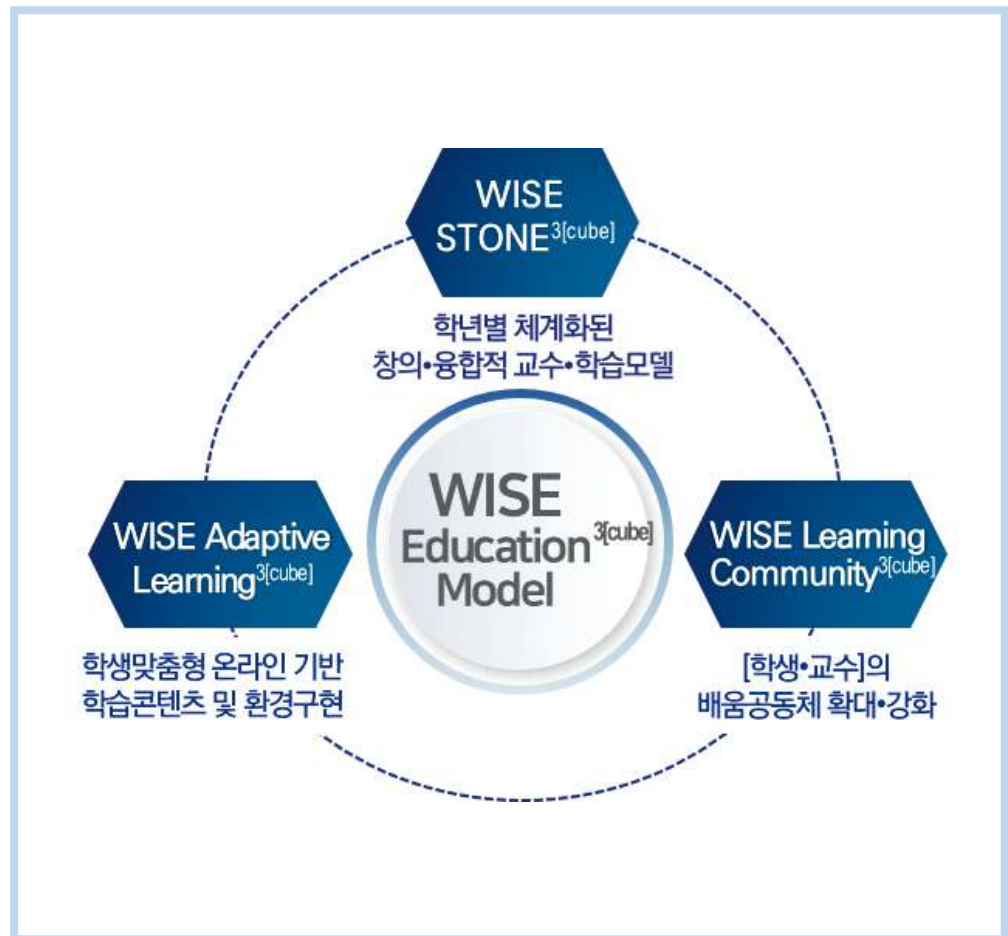 WISE
STONE3[cube]
학년별 체계화된
창의•융합적 교수•학습모델
WISE
Education3[cube]
Model
WISE Adaptive
Learning3[cube]
학생맞춤형 온라인 기반
학습콘텐츠 및 환경구현
WISE Learning
Community3[cube]
[학생•교수]의
배움공동체 확대•강화